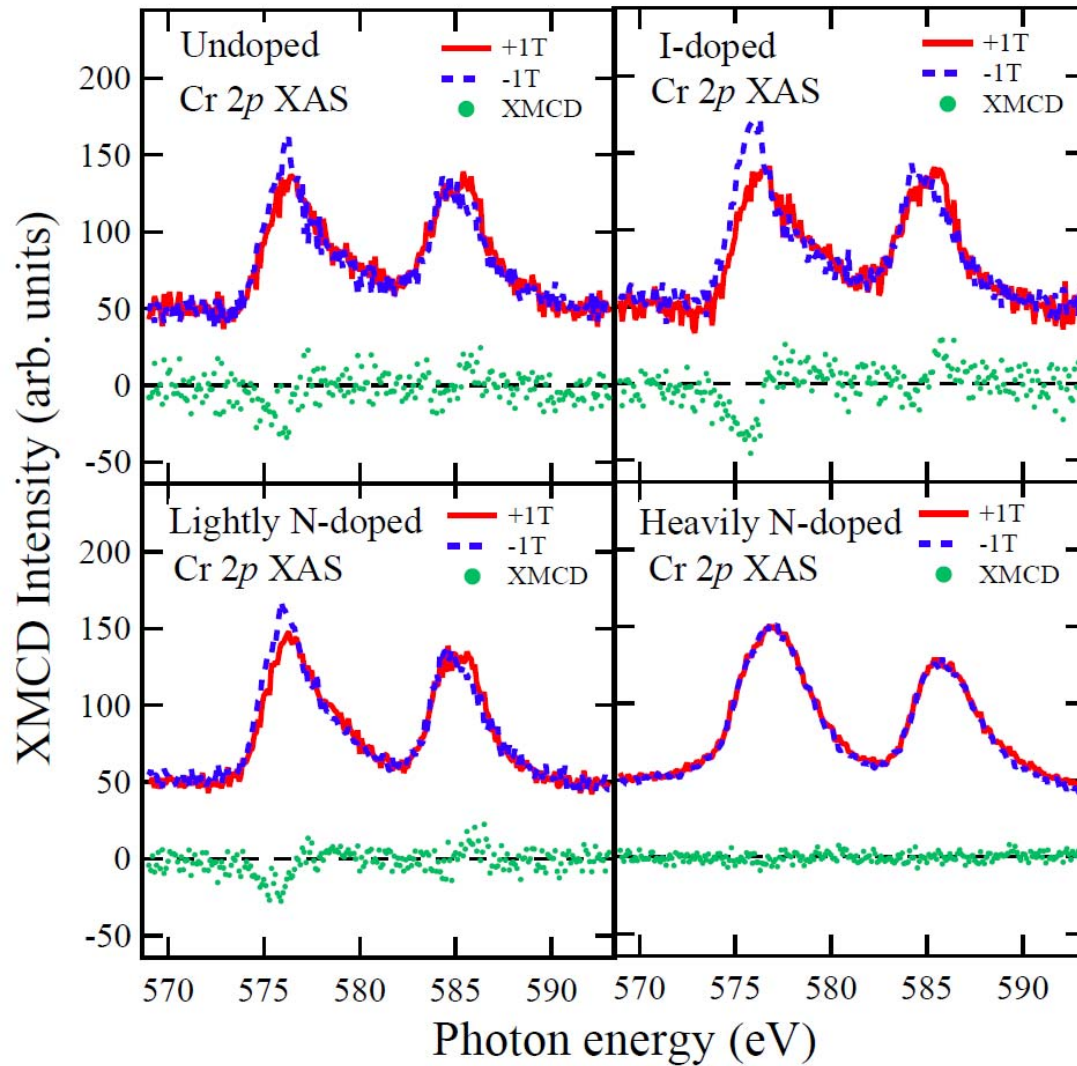 Undoped
Cr 2p XAS
+1T
-1T
XMCD
I-doped
Cr 2p XAS
+1T
-1T
XMCD
200
150
100
50
0
-50
Lightly N-doped
Cr 2p XAS
+1T
-1T
XMCD
Heavily N-doped
Cr 2p XAS
+1T
-1T
XMCD
200
150
100
50
0
-50
570 575 580 585 590 570 575 580 585 590
Photon energy (eV)
XMCD Intensity (arb. units)